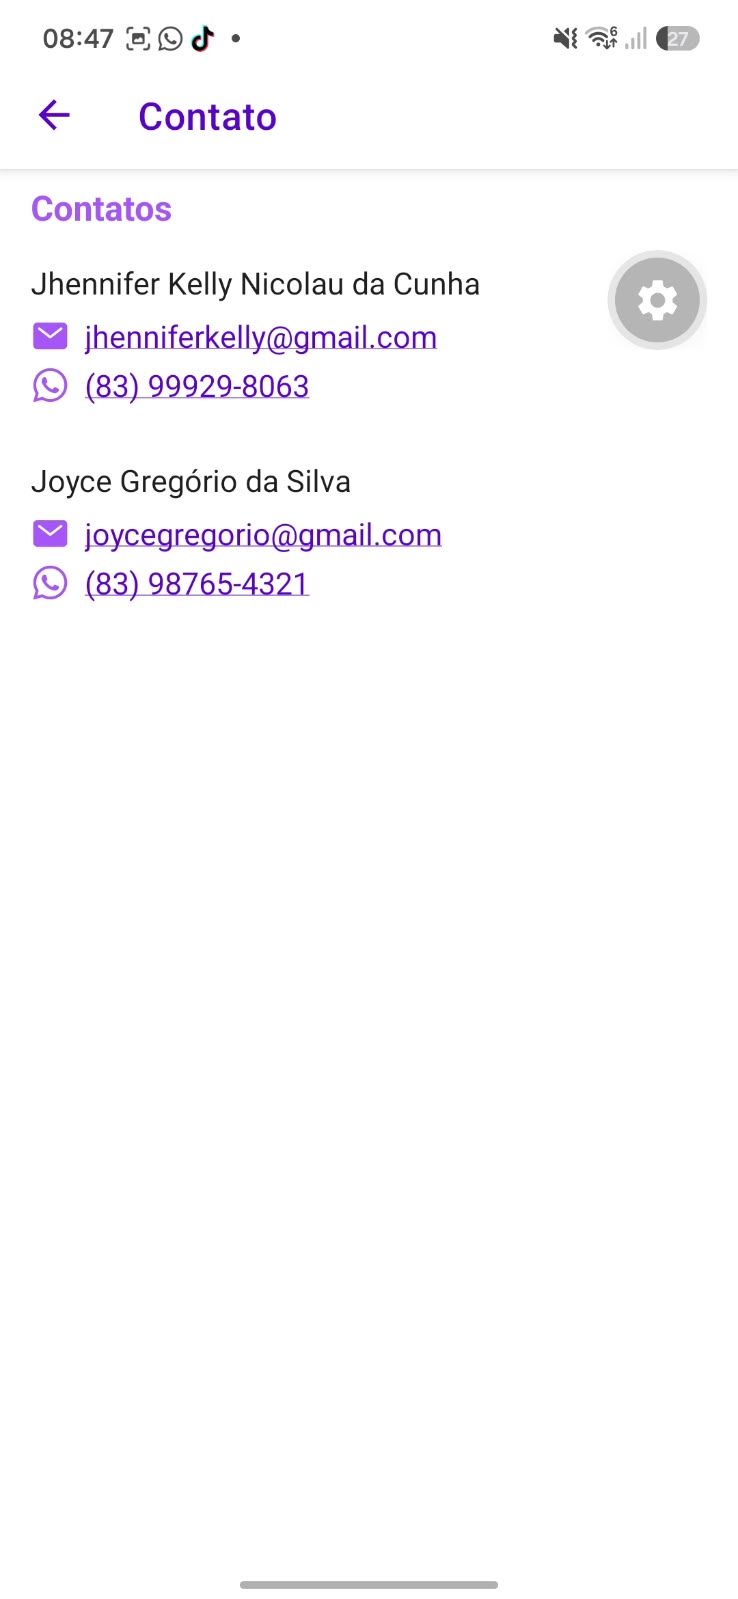 08:47
6
27
Contato
Contatos
Jhennifer Kelly Nicolau da Cunha
jhenniferkelly@gmail.com
(83) 99929-8063
Joyce Gregório da Silva
joycegregorio@gmail.com
(83) 98765-4321